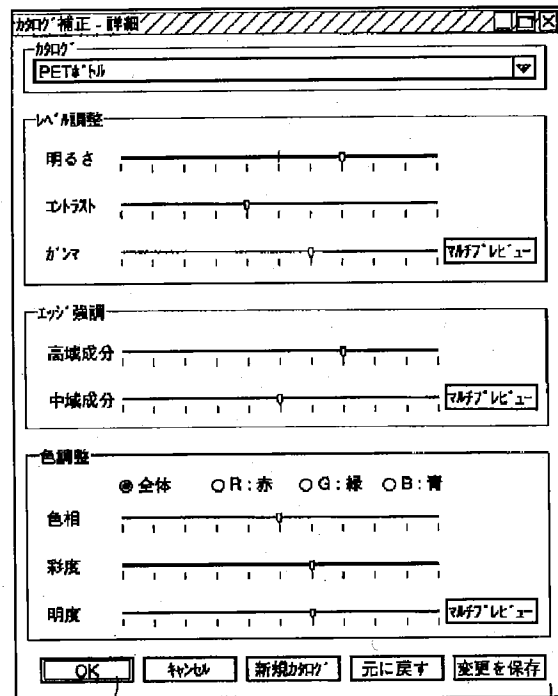 ｶﾀﾛｸﾞ補正 - 詳細
ｶﾀﾛｸﾞ
PETﾎﾞﾄﾙ
ﾚﾍﾞﾙ調整
明るさ
ｺﾝﾄﾗｽﾄ
ｶﾞﾝﾏ
ﾏﾙﾁﾌﾟﾚﾋﾞｭｰ
ｴｯｼﾞ強調
高域成分
中域成分
ﾏﾙﾁﾌﾟﾚﾋﾞｭｰ
色調整
全体 R：赤 G：緑 B：青
色相
彩度
明度
ﾏﾙﾁﾌﾟﾚﾋﾞｭｰ
OK ｷｬﾝｾﾙ 新規ｶﾀﾛｸﾞ 元に戻す 変更を保存